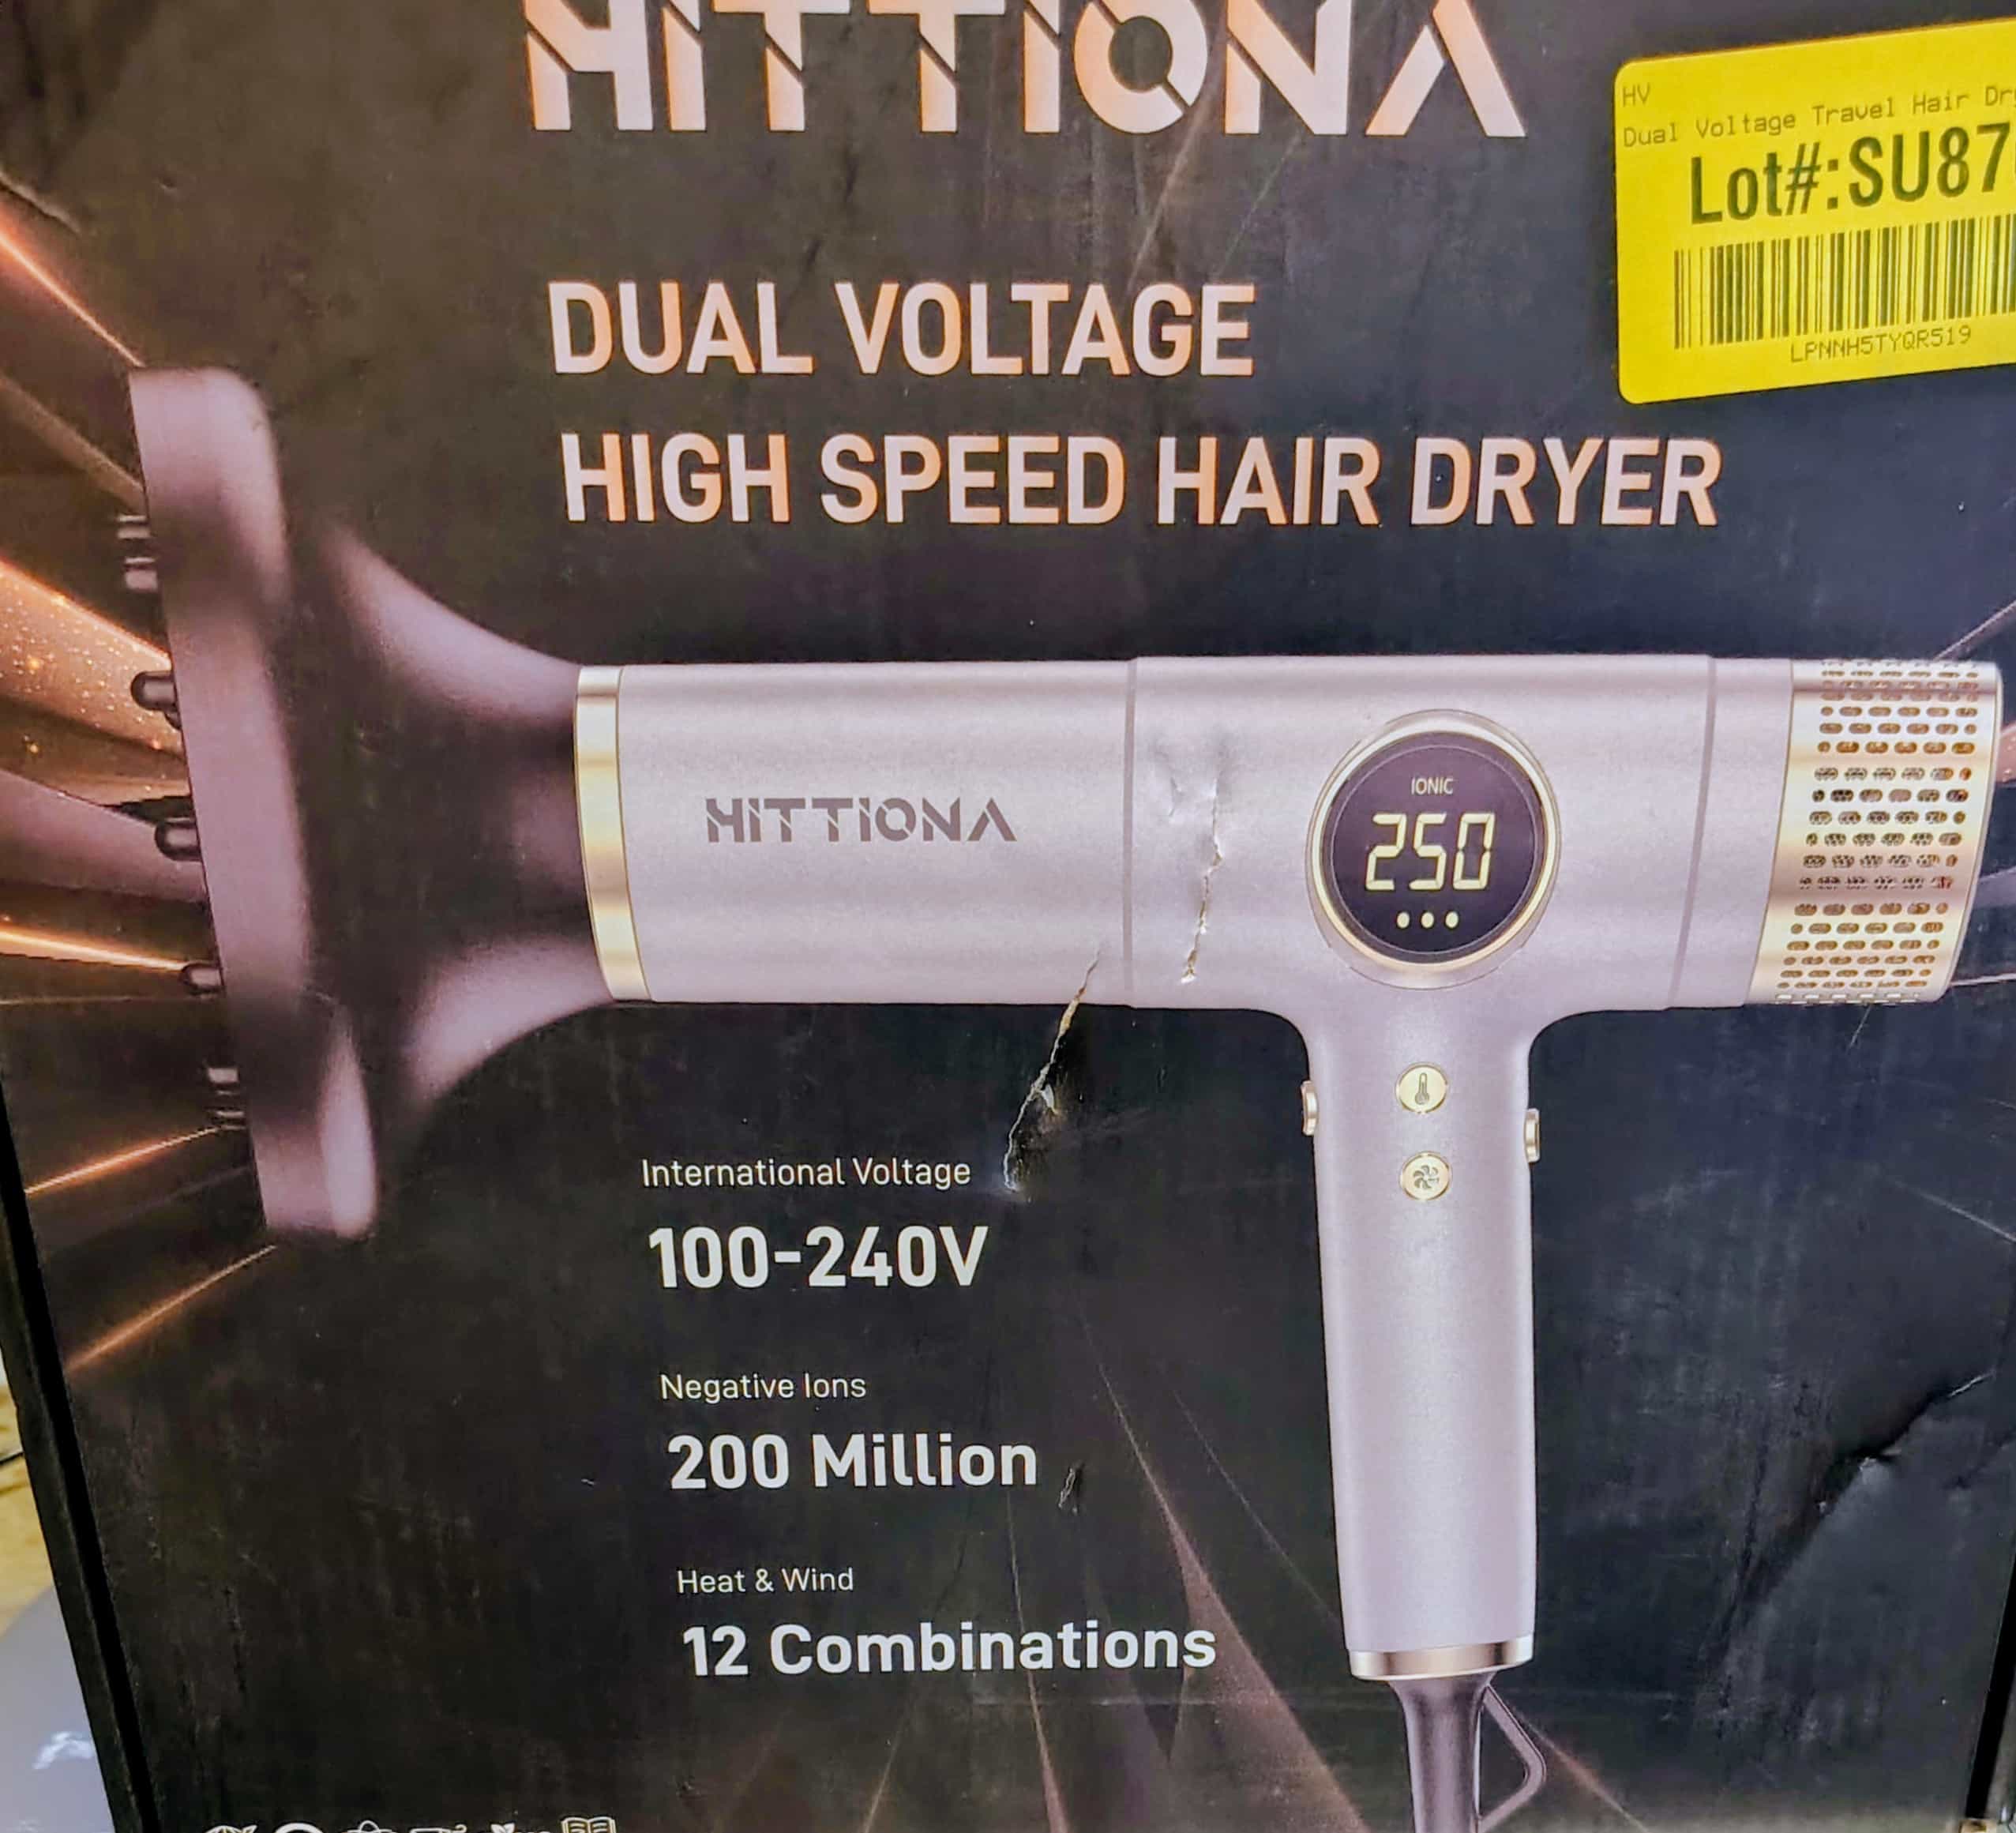 HITTIONA
HV
Dual Voltage Travel Hair
Lot#:SU87
LPNNH5TYQR519
DUAL VOLTAGE
HIGH SPEED HAIR DRYER
HITTIONA
IONIC
250
International Voltage
100-240V
Negative Ions
200 Million
Heat & Wind
12 Combinations